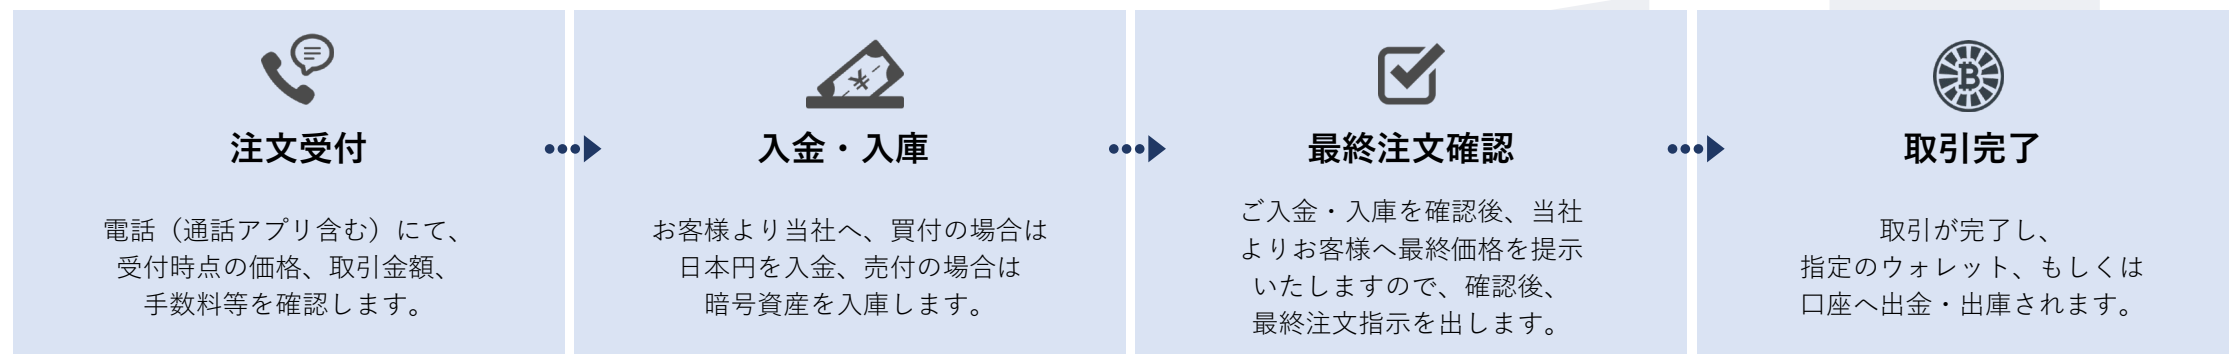 注文受付
電話（通話アプリ含む）にて、
受付時点の価格、取引金額、
手数料等を確認します。
入金・入庫
お客様より当社へ、買付の場合は
日本円を入金、売付の場合は
暗号資産を入庫します。
最終注文確認
ご入金・入庫を確認後、当社
よりお客様へ最終価格を提示
いたしますので、確認後、
最終注文指示を出します。
取引完了
取引が完了し、
指定のウォレット、もしくは
口座へ出金・出庫されます。